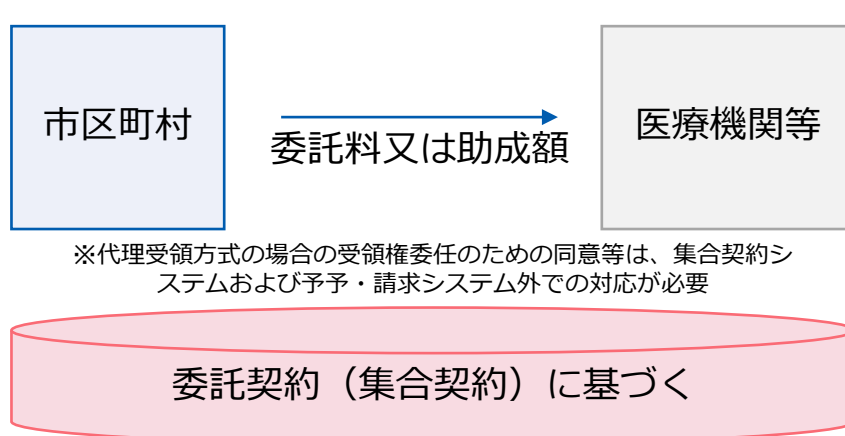 市区町村
委託料又は助成額
医療機関等
※代理受領方式の場合の受領権委任のための同意等は、集合契約シ
ステムおよび予予・請求システム外での対応が必要
委託契約（集合契約）に基づく